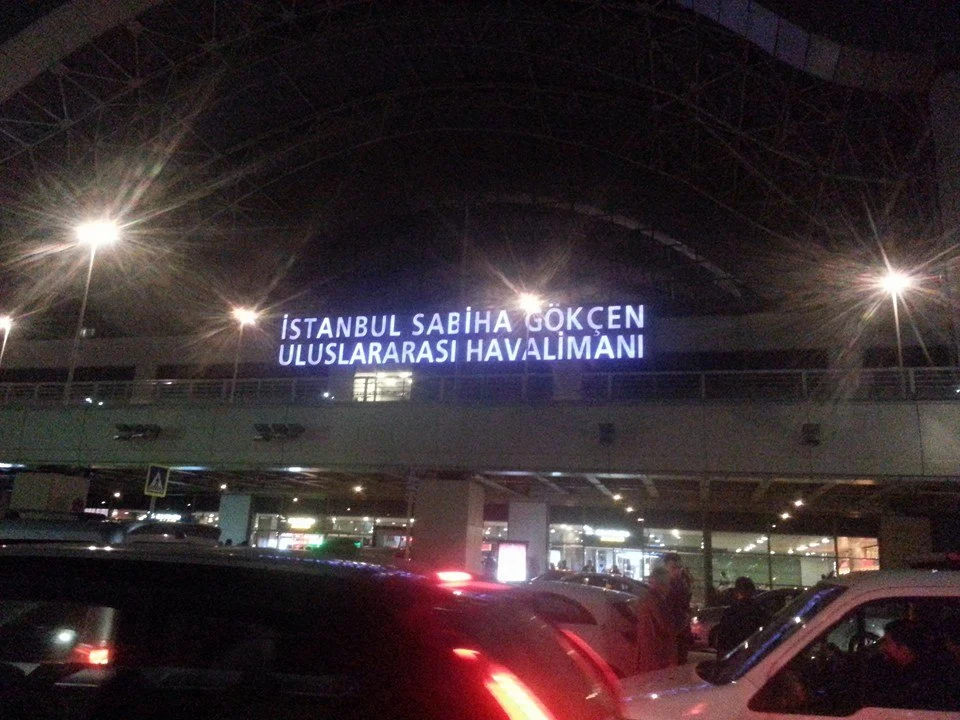 İSTANBUL SABİHA GÖKÇEN
ULUSLARARASI HAVALİMANI